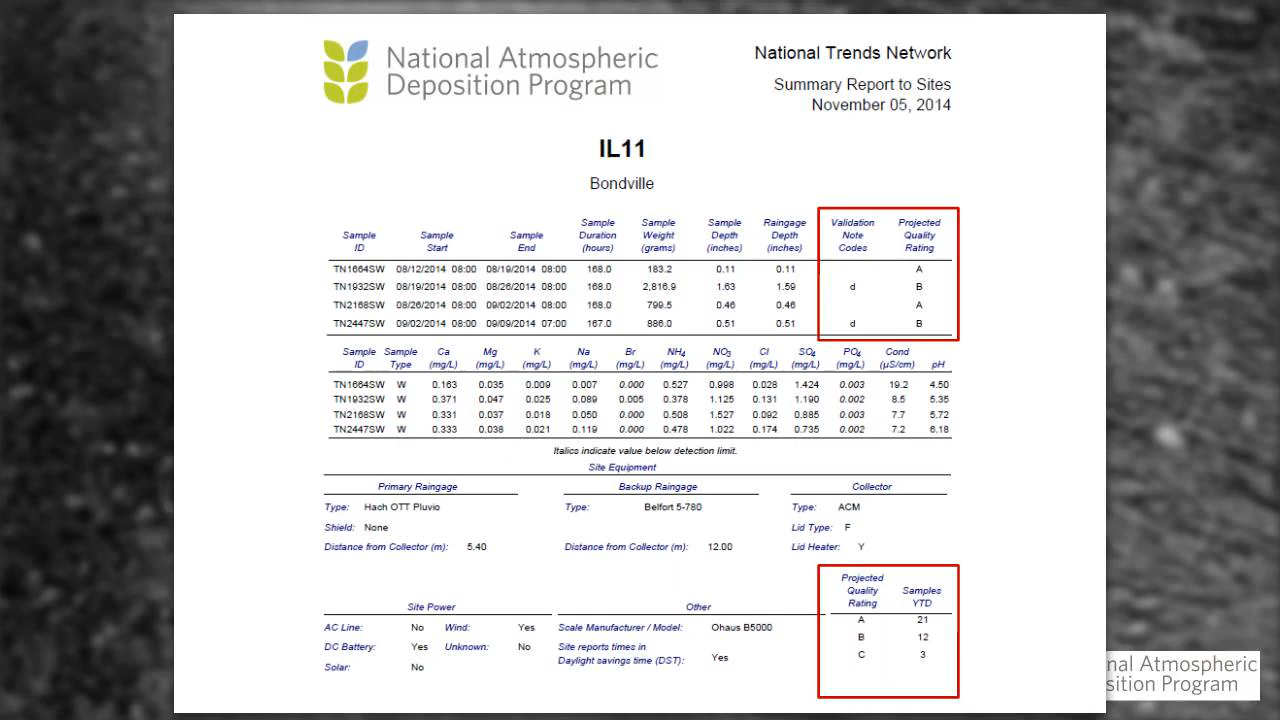 National Atmospheric
Deposition Program
National Trends Network
Summary Report to Sites
November 05, 2014
IL11
Bondville
Sample ID Sample Start Sample End Sample Duration (hours) Sample Weight (grams) Sample Depth (inches) Raingage Depth (inches) Validation Note Codes Projected Quality Rating
TN1664SW 08/12/2014 08:00 08/19/2014 08:00 168.0 183.2 0.11 0.11 A
TN1932SW 08/19/2014 08:00 08/26/2014 08:00 168.0 2,816.9 1.63 1.59 d B
TN2168SW 08/26/2014 08:00 09/02/2014 08:00 168.0 799.5 0.46 0.46 A
TN2447SW 09/02/2014 08:00 09/09/2014 07:00 167.0 886.0 0.51 0.51 d B
Sample ID Sample Type Ca (mg/L) Mg (mg/L) K (mg/L) Na (mg/L) Br (mg/L) NH₄ (mg/L) NO₃ (mg/L) Cl (mg/L) SO₄ (mg/L) PO₄ (mg/L) Cond (µS/cm) pH
TN1664SW W 0.163 0.035 0.009 0.007 0.000 0.527 0.998 0.028 1.424 0.003 19.2 4.50
TN1932SW W 0.371 0.047 0.025 0.089 0.005 0.378 1.125 0.131 1.190 0.002 8.5 5.35
TN2168SW W 0.331 0.037 0.018 0.050 0.000 0.508 1.527 0.092 0.885 0.003 7.7 5.72
TN2447SW W 0.333 0.038 0.021 0.119 0.000 0.478 1.022 0.174 0.735 0.002 7.2 6.18
Italics indicate value below detection limit.
Site Equipment
Primary Raingage Backup Raingage Collector
Type: Hach OTT Pluvio Type: Belfort 5-780 Type: ACM
Shield: None Lid Type: F
Distance from Collector (m): 5.40 Distance from Collector (m): 12.00 Lid Heater: Y
Site Power Other
AC Line: No Wind: Yes Scale Manufacturer / Model: Ohaus B5000
DC Battery: Yes Unknown: No Site reports times in
Daylight savings time (DST): Yes
Solar: No
Projected Quality Rating Samples YTD
A 21
B 12
C 3
nal Atmospheric
sition Program